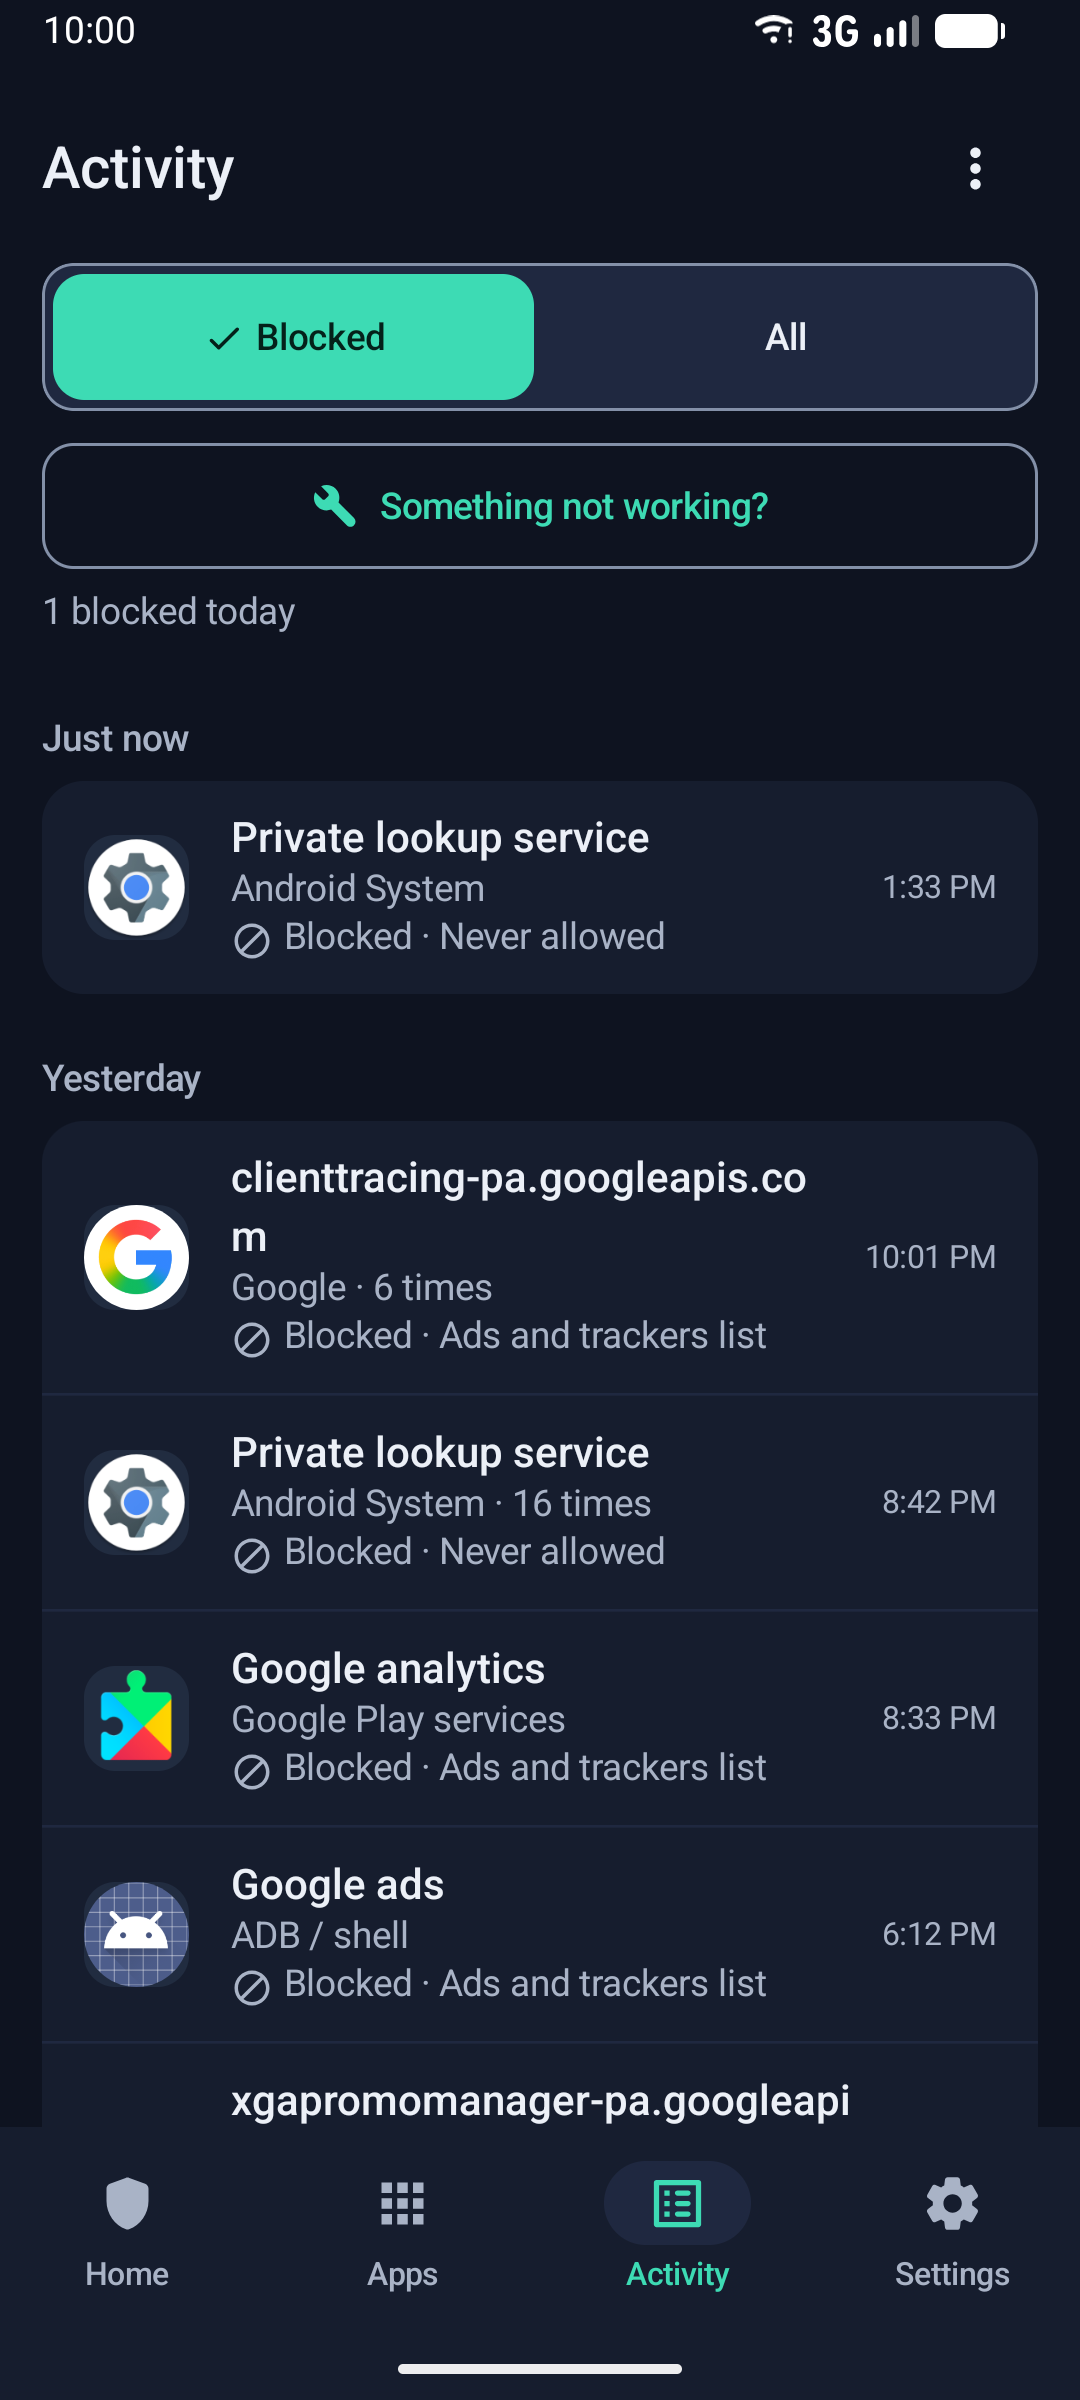 10:00
3G
Activity
Blocked
All
Something not working?
1 blocked today
Just now
Private lookup service
Android System
Blocked · Never allowed
1:33 PM
Yesterday
clienttracing-pa.googleapis.co
m
Google · 6 times
Blocked · Ads and trackers list
10:01 PM
Private lookup service
Android System · 16 times
Blocked · Never allowed
8:42 PM
Google analytics
Google Play services
Blocked · Ads and trackers list
8:33 PM
Google ads
ADB / shell
Blocked · Ads and trackers list
6:12 PM
xgapromomanager-pa.googleapi
Home
Apps
Activity
Settings